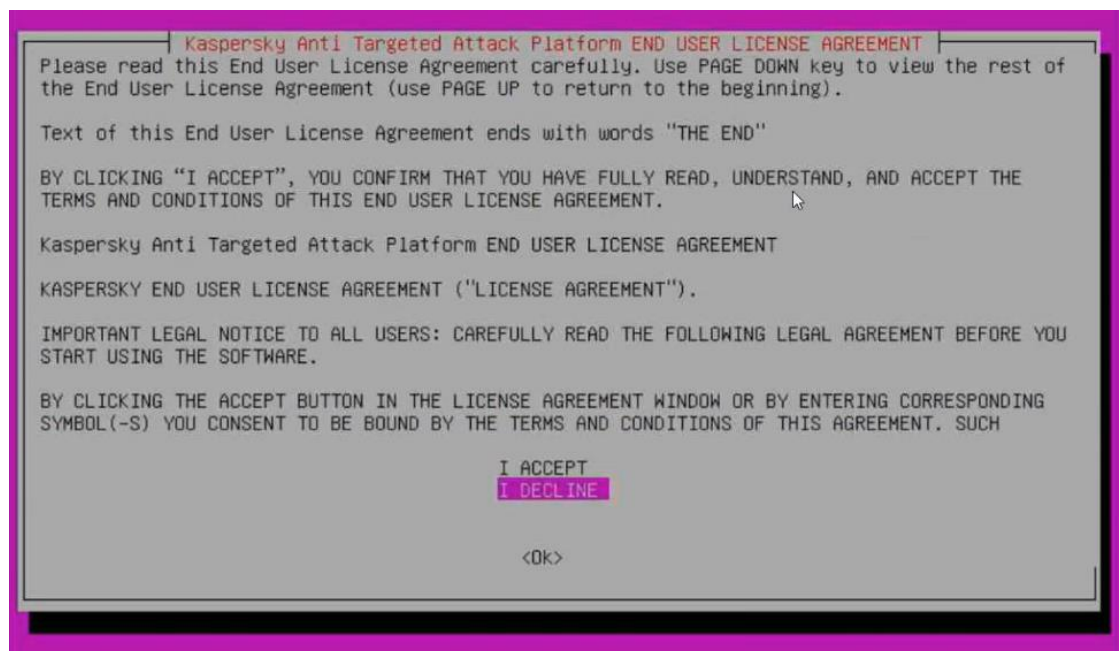 Kaspersky Anti Targeted Attack Platform END USER LICENSE AGREEMENT
Please read this End User License Agreement carefully. Use PAGE DOWN key to view the rest of
the End User License Agreement (use PAGE UP to return to the beginning).
Text of this End User License Agreement ends with words "THE END"
BY CLICKING “I ACCEPT”, YOU CONFIRM THAT YOU HAVE FULLY READ, UNDERSTAND, AND ACCEPT THE
TERMS AND CONDITIONS OF THIS END USER LICENSE AGREEMENT.
Kaspersky Anti Targeted Attack Platform END USER LICENSE AGREEMENT
KASPERSKY END USER LICENSE AGREEMENT ("LICENSE AGREEMENT").
IMPORTANT LEGAL NOTICE TO ALL USERS: CAREFULLY READ THE FOLLOWING LEGAL AGREEMENT BEFORE YOU
START USING THE SOFTWARE.
BY CLICKING THE ACCEPT BUTTON IN THE LICENSE AGREEMENT WINDOW OR BY ENTERING CORRESPONDING
SYMBOL(-S) YOU CONSENT TO BE BOUND BY THE TERMS AND CONDITIONS OF THIS AGREEMENT. SUCH
I ACCEPT
I DECLINE
<Ok>